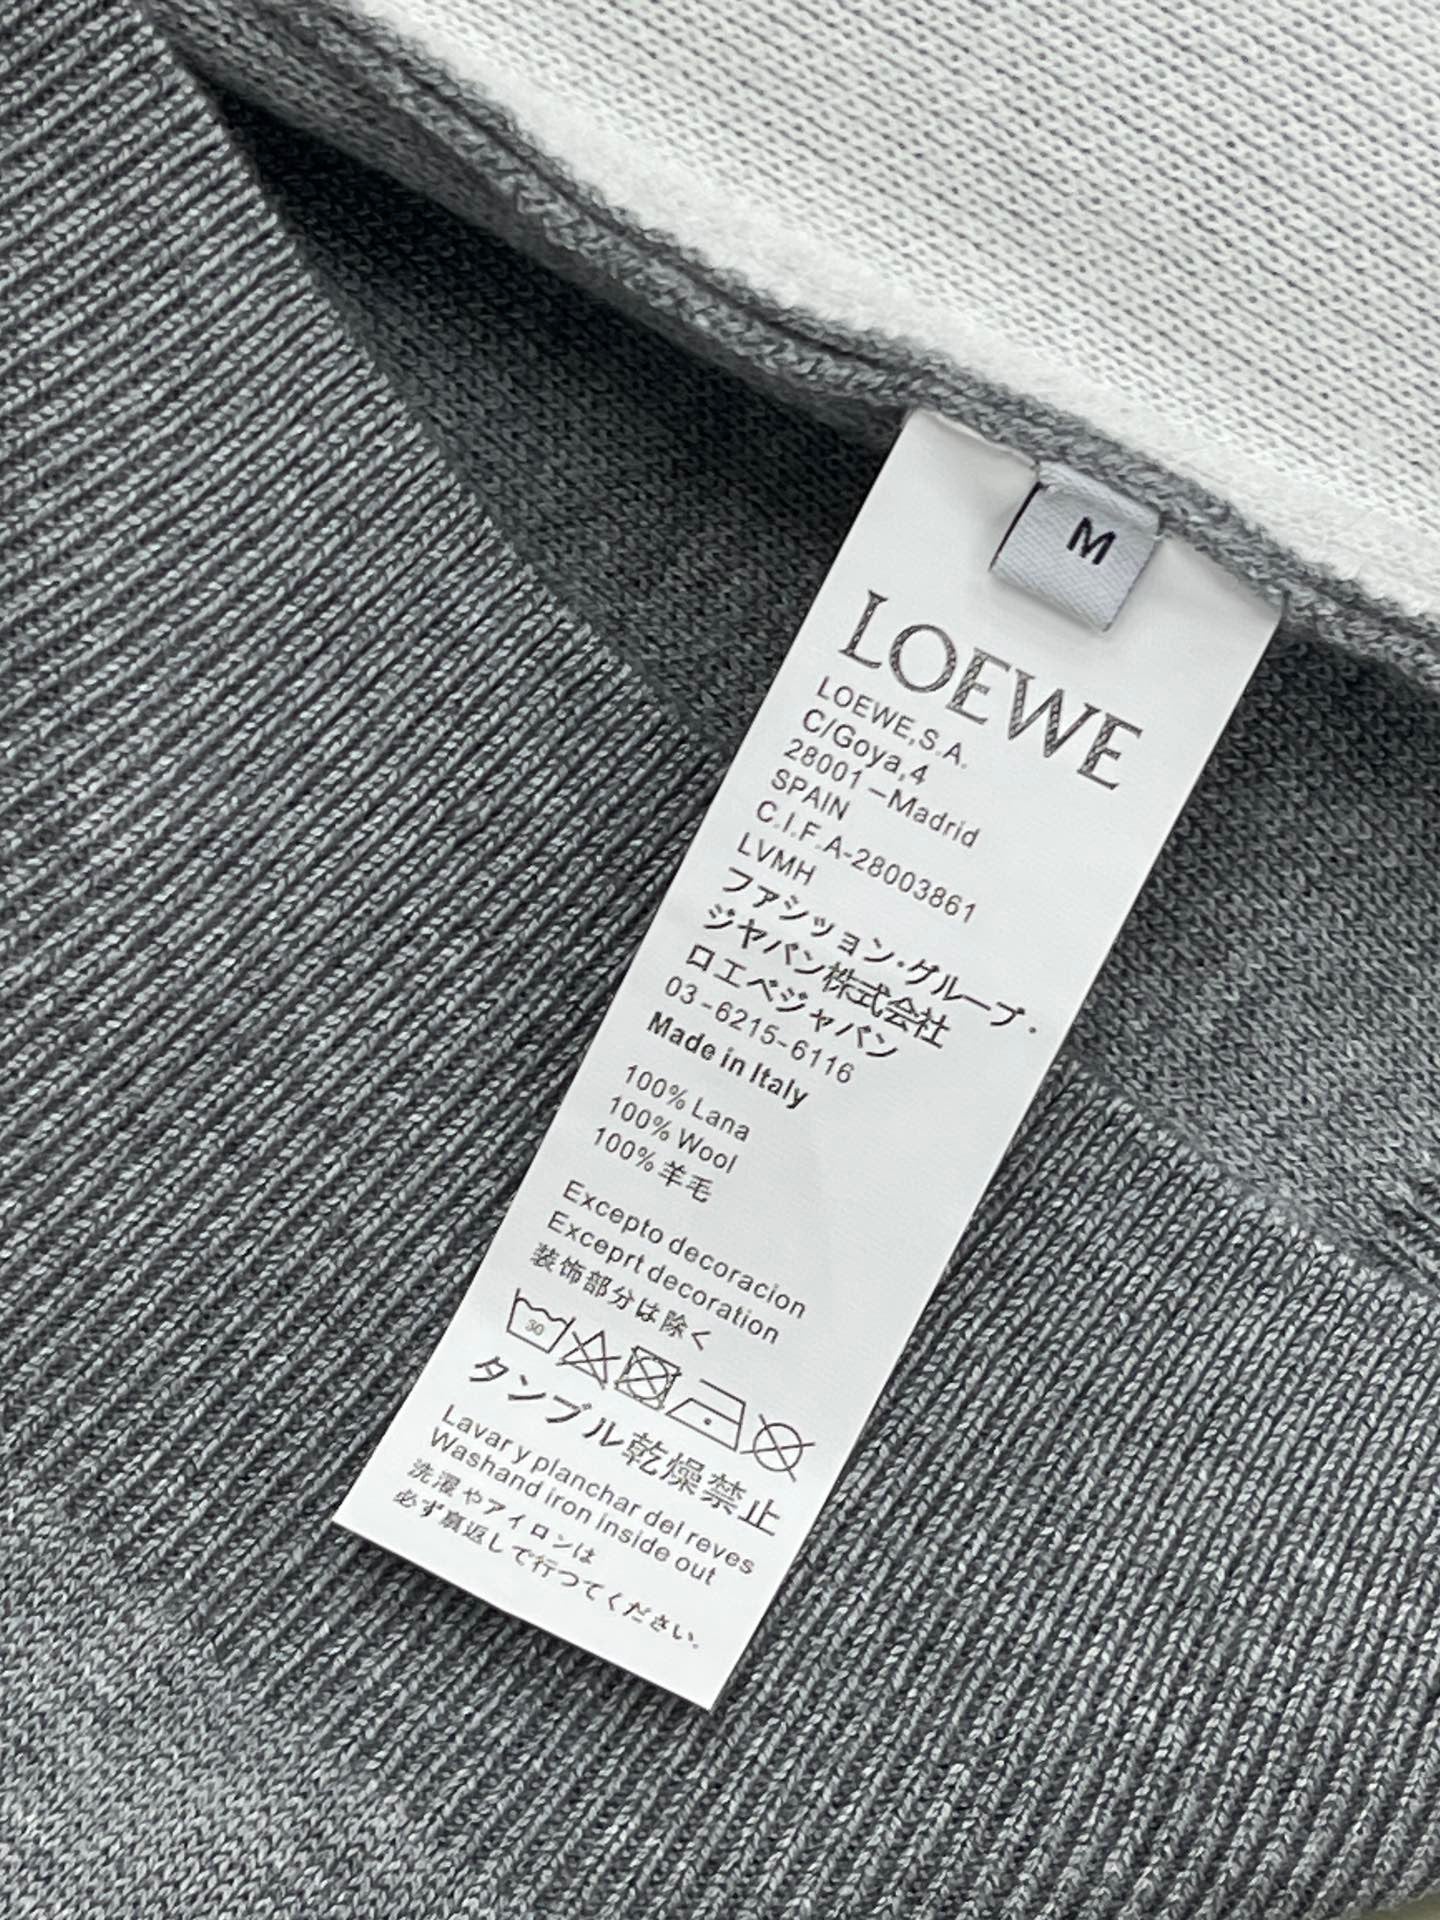 M
LOEWE
LOEWE,S.A.
C/Goya,4
28001 -Madrid
SPAIN
C.I.F.A-28003861
LVMH
ファション・グループ・
ジャパン株式会社
ロエベジャパン
03-6215-6116
Made in Italy
100% Lana
100% Wool
100% 羊毛
Excepto decoracion
Exceprt decoration
装飾部分は除く
30
タンブル乾燥禁止
Lavar y planchar del reves
Washand iron inside out
洗濯やアイロンは
必ず裏返しで行つてください。